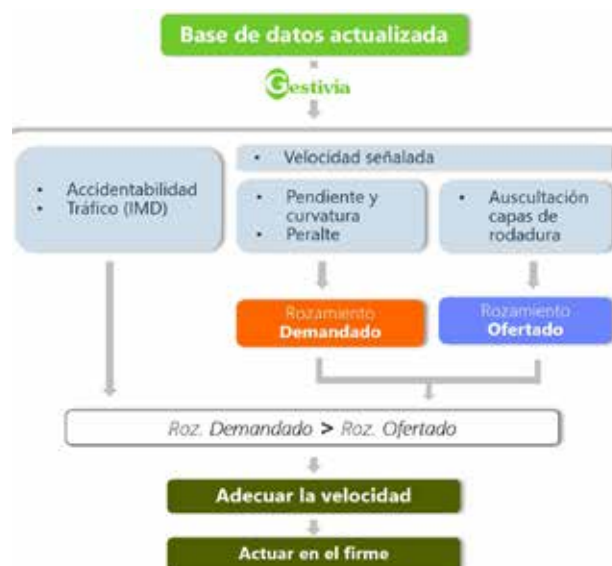 Base de datos actualizada
Gestivia
• Velocidad señalada
• Accidentabilidad
• Tráfico (IMD)
• Pendiente y
curvatura
• Peralte
• Auscultación
capas de
rodadura
Rozamiento
Demandado
Rozamiento
Ofertado
Roz. Demandado > Roz. Ofertado
Adecuar la velocidad
Actuar en el firme